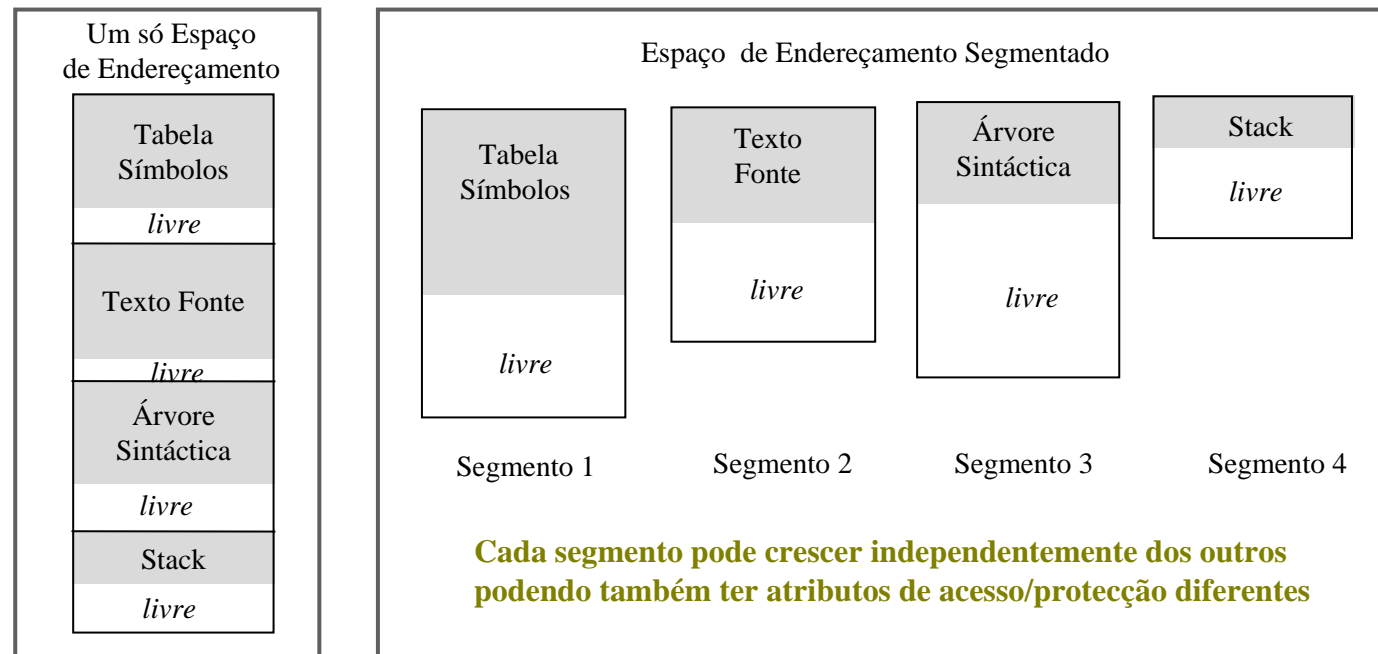 Um só Espaço
de Endereçamento
Tabela
Símbolos
livre
Texto Fonte
livre
Árvore
Sintáctica
livre
Stack
livre
Espaço de Endereçamento Segmentado
Tabela
Símbolos
livre
Segmento 1
Texto
Fonte
livre
Segmento 2
Árvore
Sintáctica
livre
Segmento 3
Stack
livre
Segmento 4
Cada segmento pode crescer independentemente dos outros
podendo também ter atributos de acesso/protecção diferentes